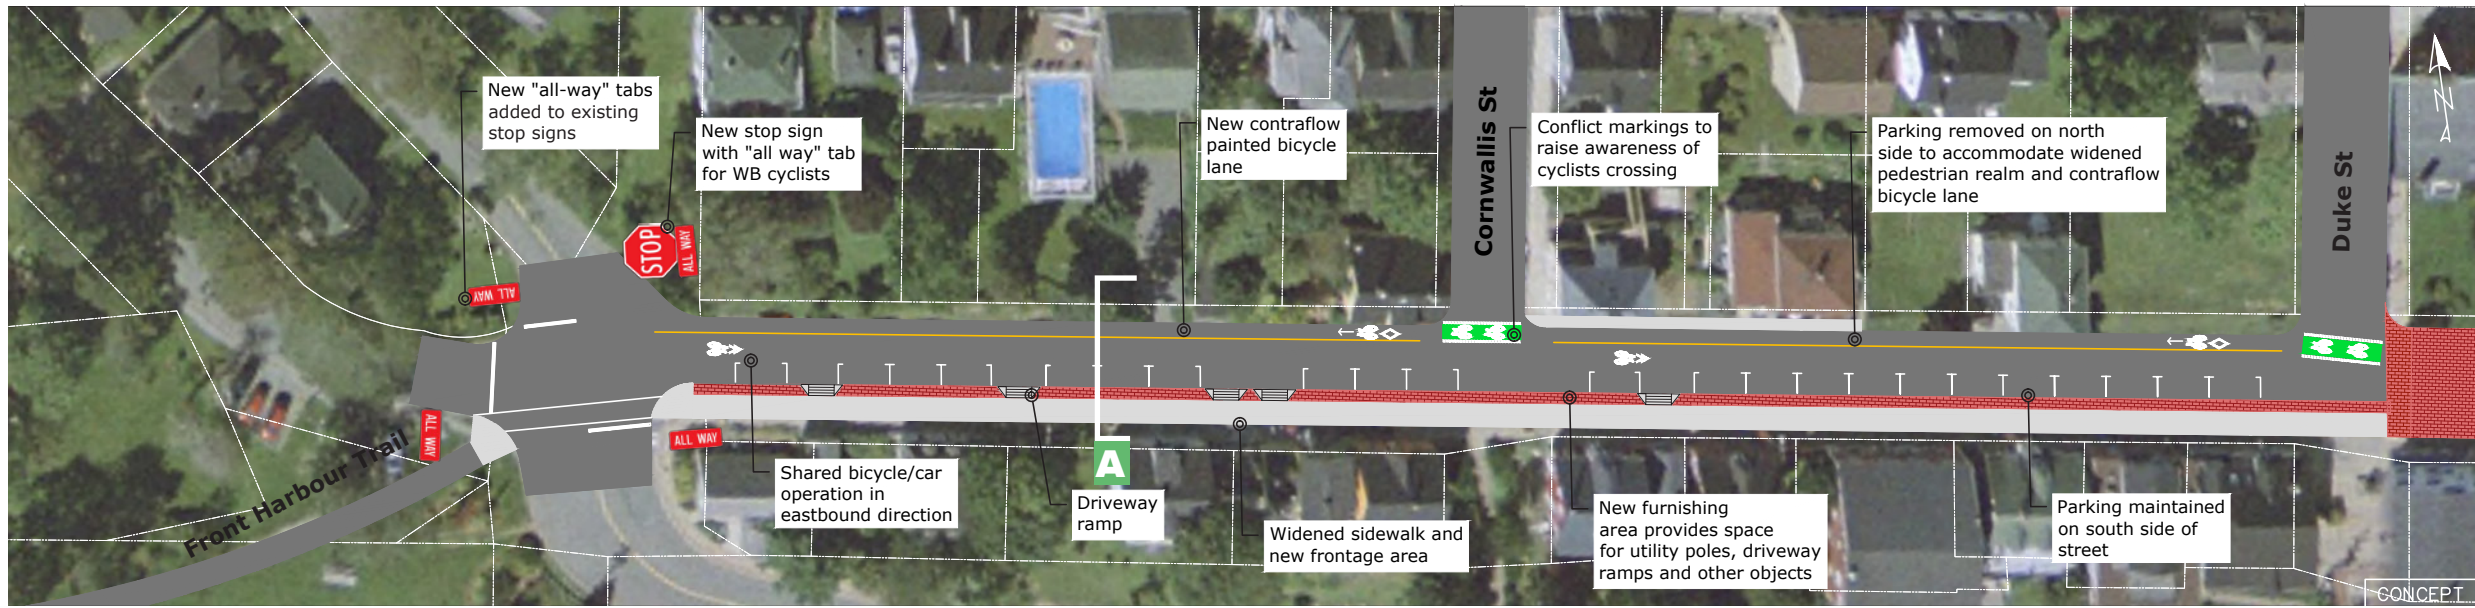 New "all-way" tabs
added to existing
stop signs
New stop sign
with "all way" tab
for WB cyclists
New contraflow
painted bicycle
lane
Cornwallis St
Conflict markings to
raise awareness of
cyclists crossing
Parking removed on north
side to accommodate widened
pedestrian realm and contraflow
bicycle lane
Duke St
N
STOP
ALL WAY
ALL WAY
ALL WAY
ALL WAY
Front Harbour Trail
Shared bicycle/car
operation in
eastbound direction
Driveway
ramp
A
Widened sidewalk and
new frontage area
New furnishing
area provides space
for utility poles, driveway
ramps and other objects
Parking maintained
on south side of
street
CONCEPT